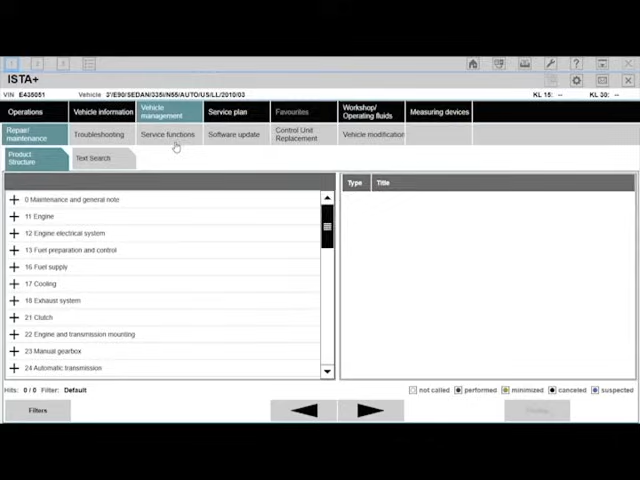 1 2 3
ISTA+
VIN E435051 Vehicle 3'/E90/SEDAN/335i/N55/AUTO/US/LL/2010/03 KL 15: -- KL 30: --
Operations
Vehicle information
Vehicle management
Service plan
Favourites
Workshop/ Operating fluids
Measuring devices
Repair/ maintenance
Troubleshooting
Service functions
Software update
Control Unit Replacement
Vehicle modification
Product Structure
Text Search
Type Title
0 Maintenance and general note
11 Engine
12 Engine electrical system
13 Fuel preparation and control
16 Fuel supply
17 Cooling
18 Exhaust system
21 Clutch
22 Engine and transmission mounting
23 Manual gearbox
24 Automatic transmission
Hits: 0 / 0 Filter: Default
not called performed minimized canceled suspected
Filters